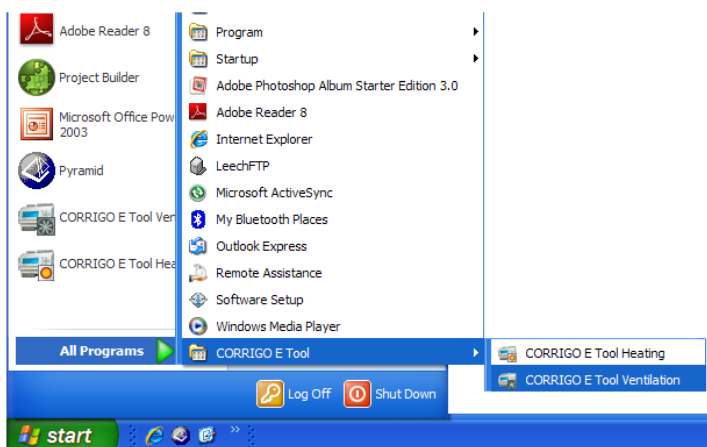 Adobe Reader 8
Project Builder
Microsoft Office Pow
2003
Pyramid
CORRIGO E Tool Ven
CORRIGO E Tool Hea
All Programs
Program
Startup
Adobe Photoshop Album Starter Edition 3.0
Adobe Reader 8
Internet Explorer
LeechFTP
Microsoft ActiveSync
My Bluetooth Places
Outlook Express
Remote Assistance
Software Setup
Windows Media Player
CORRIGO E Tool
CORRIGO E Tool Heating
CORRIGO E Tool Ventilation
Log Off
Shut Down
start